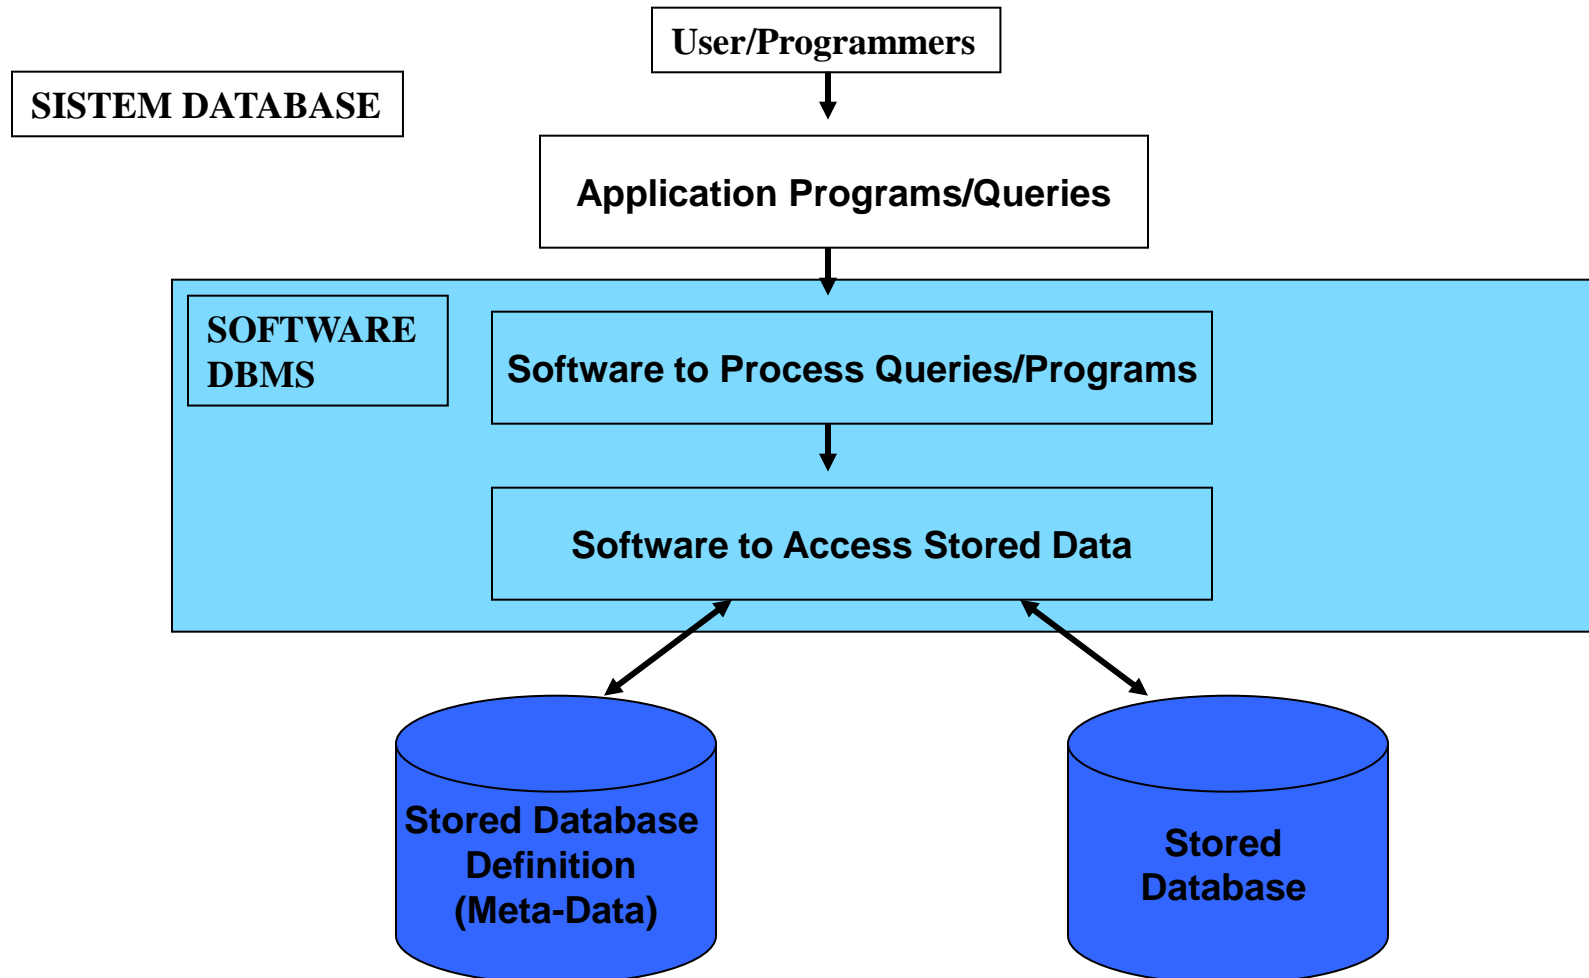 User/Programmers
SISTEM DATABASE
Application Programs/Queries
SOFTWARE
DBMS
Software to Process Queries/Programs
Software to Access Stored Data
Stored Database
Definition
(Meta-Data)
Stored
Database